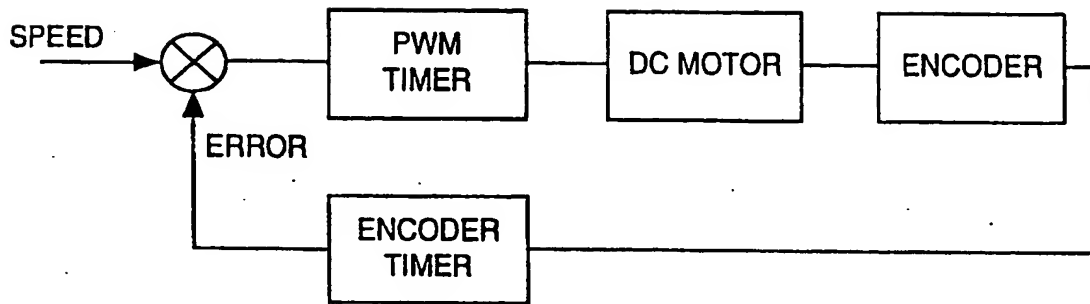 SPEED
PWM
TIMER
DC MOTOR
ENCODER
ERROR
ENCODER
TIMER